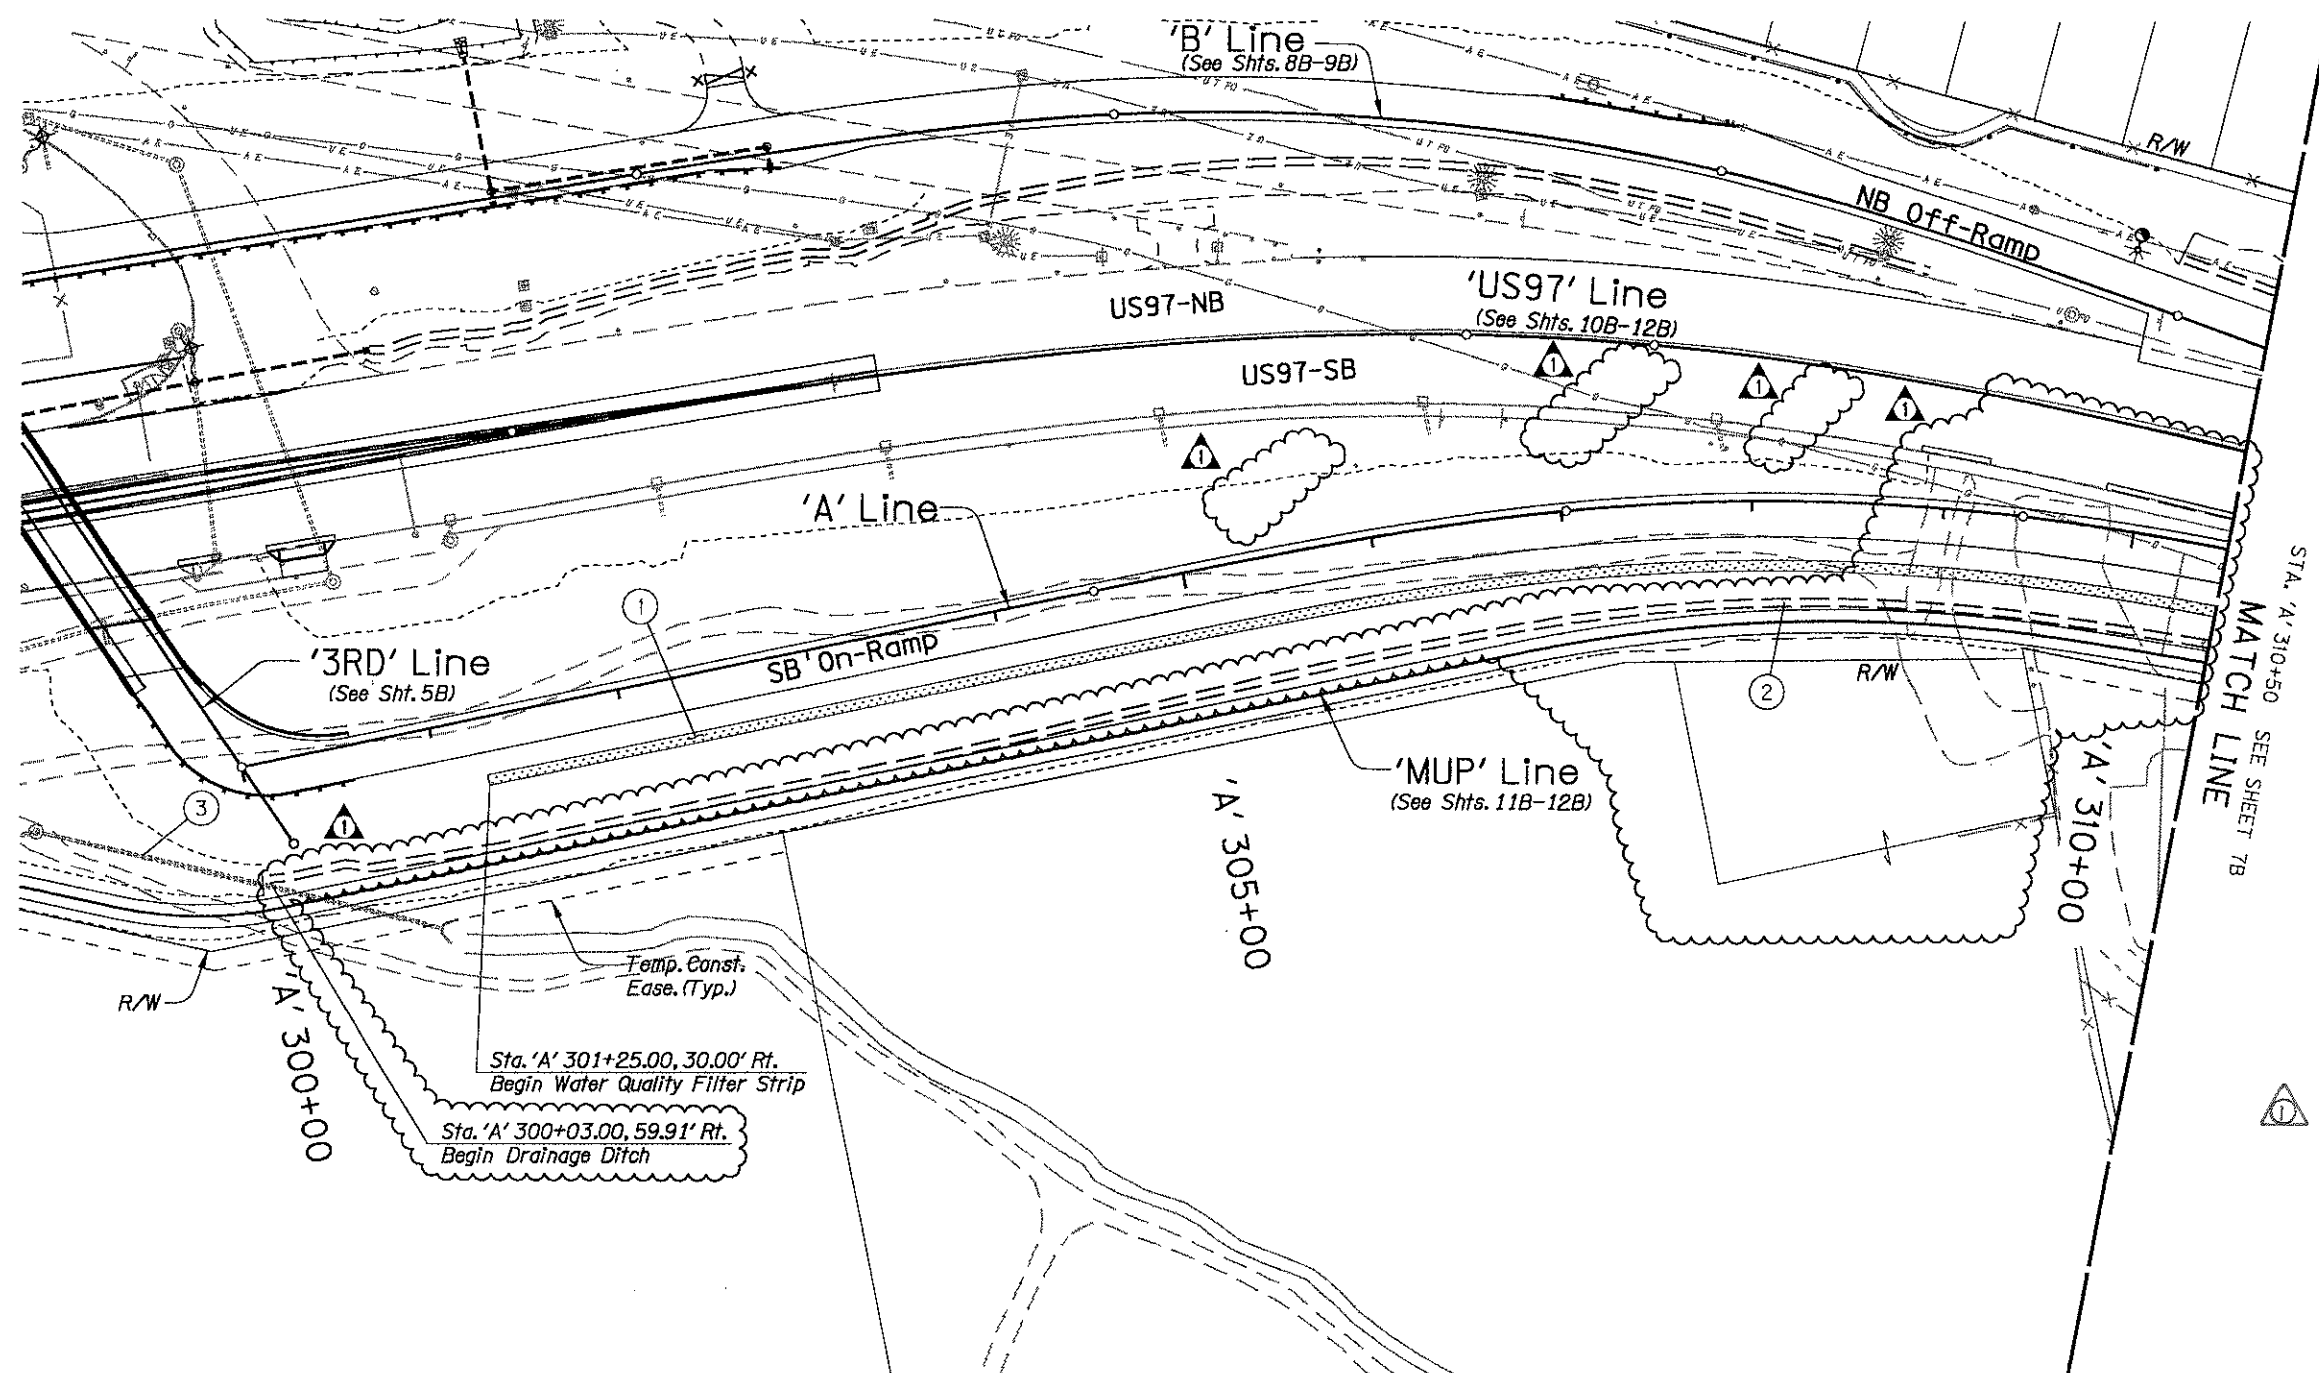 'B' Line
(See Shts. 8B-9B)
R/W
NB Off-Ramp
US97-NB
'US97' Line
(See Shts. 10B-12B)
US97-SB
1
1
1
1
'A' Line
1
'3RD' Line
(See Sht. 5B)
SB On-Ramp
STA. 'A' 310+50 SEE SHEET 7B
MATCH LINE
R/W
2
'MUP' Line
(See Shts. 11B-12B)
3
1
'A' 305+00
'A' 310+00
Temp. Const.
Ease. (Typ.)
R/W
'A' 300+00
Sta. 'A' 301+25.00, 30.00' Rt.
Begin Water Quality Filter Strip
Sta. 'A' 300+03.00, 59.91' Rt.
Begin Drainage Ditch
1